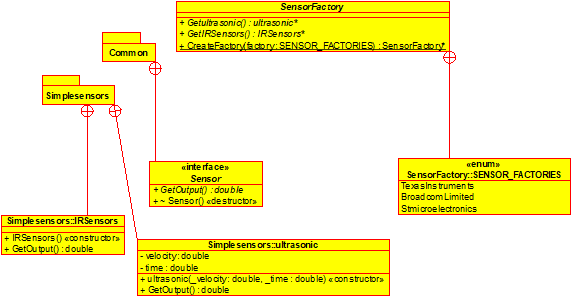 SensorFactory
+ Getultrasonic() : ultrasonic*
+ GetIRSensors() : IRSensors*
+ CreateFactory(factory: SENSOR_FACTORIES) : SensorFactory*
Common
Simplesensors
«interface»
Sensor
+ GetOutput() : double
+ ~ Sensor() «destructor»
«enum»
SensorFactory::SENSOR_FACTORIES
TexasInstruments
BroadcomLimited
Stmicroelectronics
Simplesensors::IRSensors
+ IRSensors() «constructor»
+ GetOutput() : double
Simplesensors::ultrasonic
- velocity: double
- time : double
+ ultrasonic(_velocity: double, _time : double) «constructor»
+ GetOutput() : double